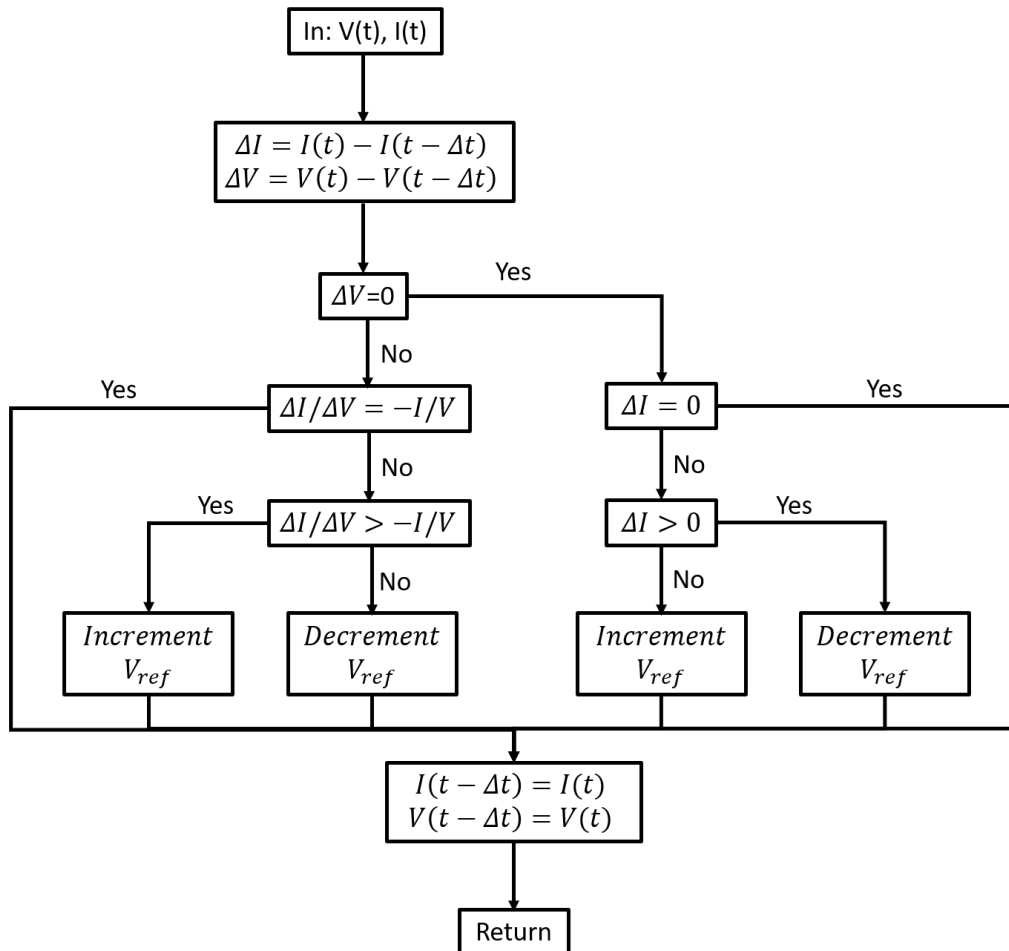 In: V(t), I(t)
ΔI = I(t) − I(t − Δt)
ΔV = V(t) − V(t − Δt)
Yes
ΔV=0
No
Yes
Yes
ΔI/ΔV = −I/V
ΔI = 0
No
No
Yes
Yes
ΔI/ΔV > −I/V
ΔI > 0
No
No
Increment
V_ref
Decrement
V_ref
Increment
V_ref
Decrement
V_ref
I(t − Δt) = I(t)
V(t − Δt) = V(t)
Return